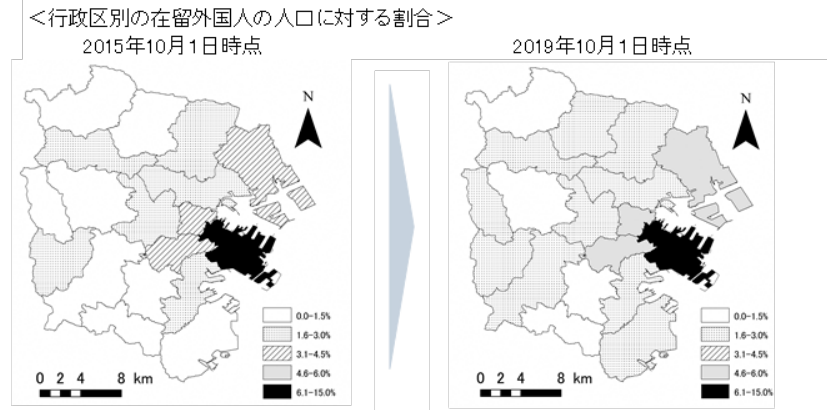 ＜行政区別の在留外国人の人口に対する割合＞
2015年10月1日時点
2019年10月1日時点
N
0.0-1.5%
1.6-3.0%
3.1-4.5%
4.6-6.0%
6.1-15.0%
0 2 4 8 km
N
0.0-1.5%
1.6-3.0%
3.1-4.5%
4.6-6.0%
6.1-15.0%
0 2 4 8 km